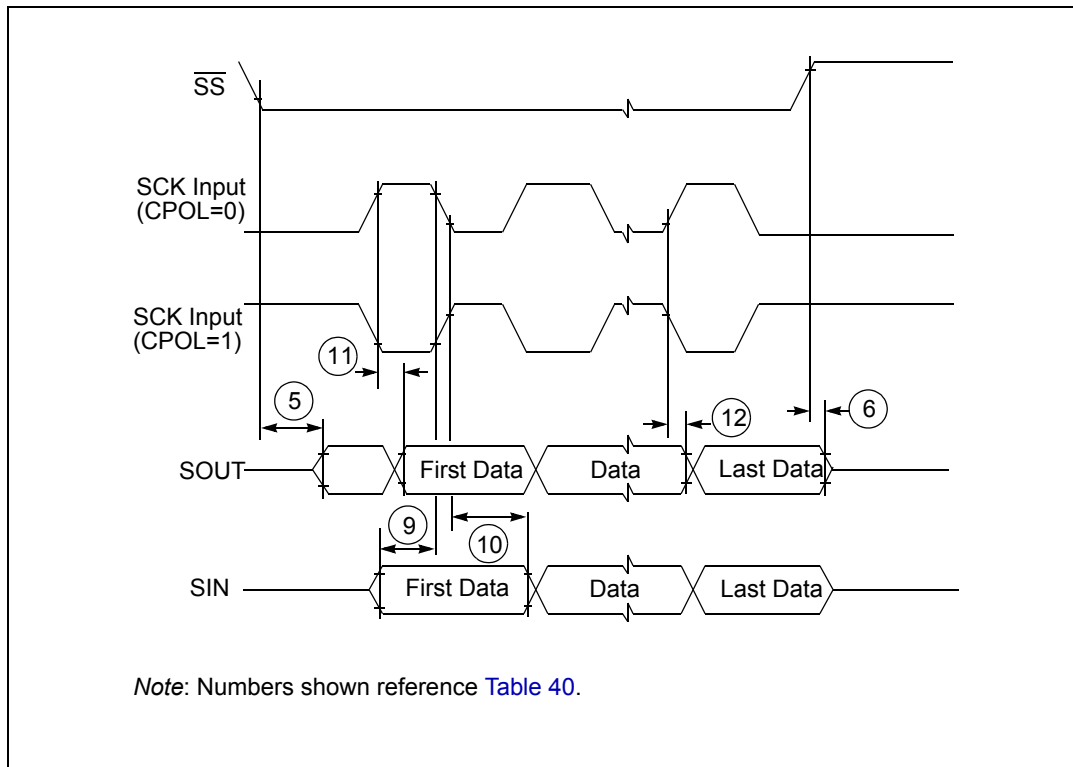 SS
SCK Input
(CPOL=0)
SCK Input
(CPOL=1)
11
5
12
6
SOUT
First Data
Data
Last Data
9
10
SIN
First Data
Data
Last Data
Note: Numbers shown reference Table 40.